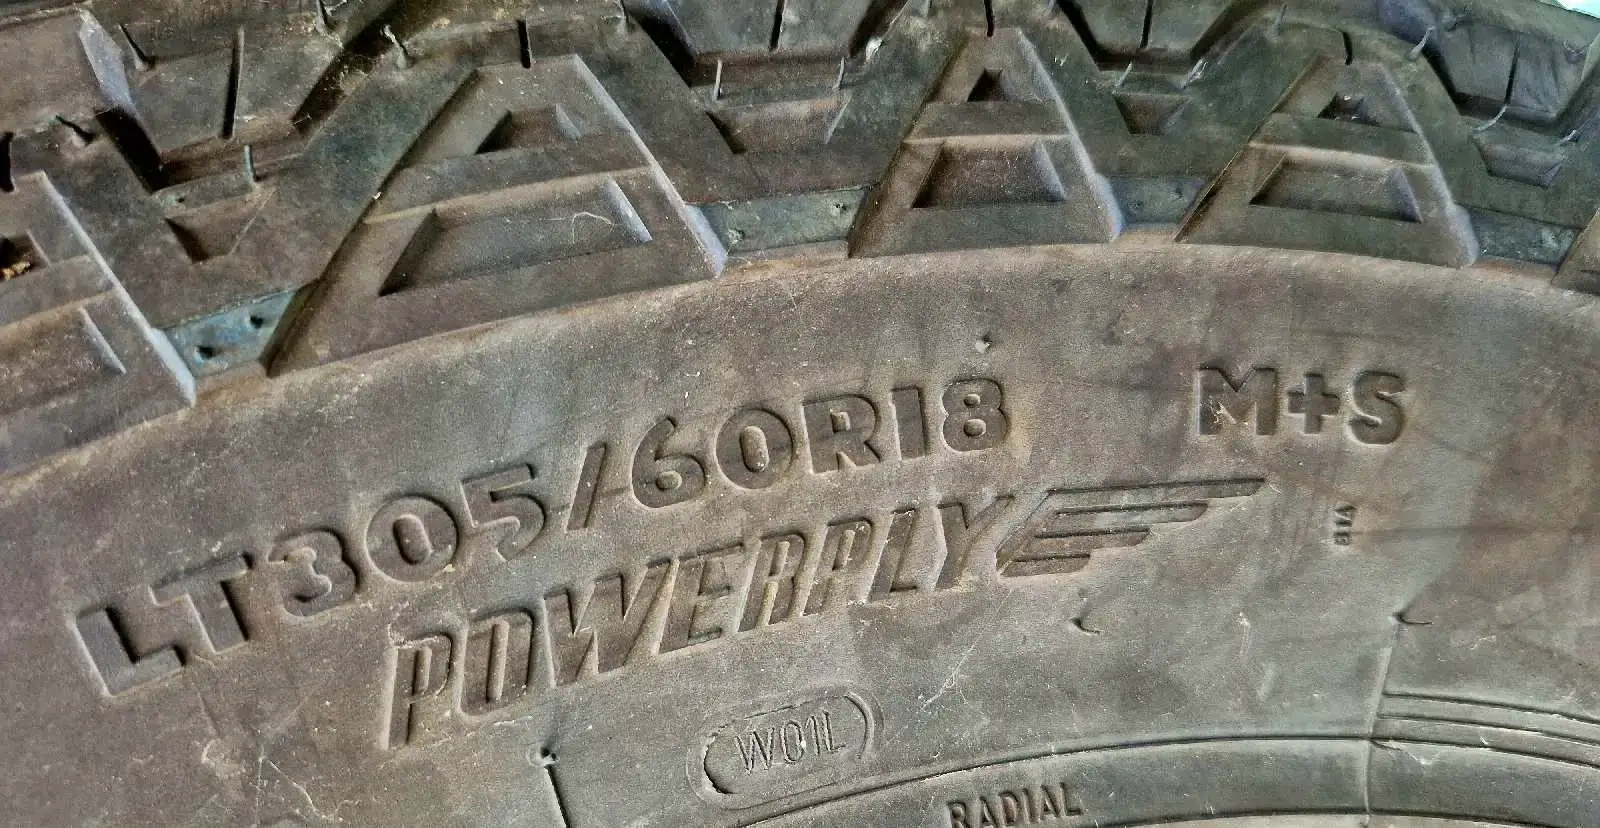 LT305/60R18
M+S
POWERPLY
W01L
RADIAL